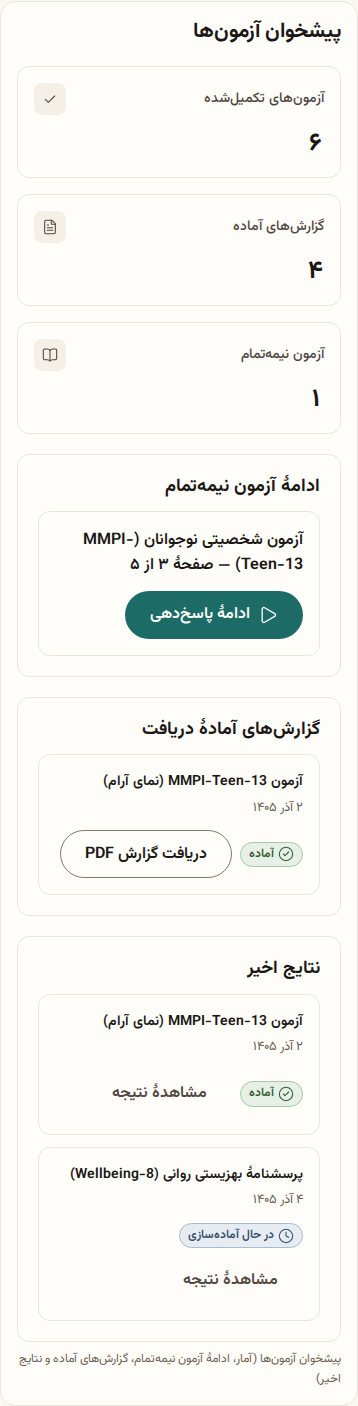 پیشخوان آزمون‌ها
آزمون‌های تکمیل‌شده
۶
گزارش‌های آماده
۴
آزمون نیمه‌تمام
۱
ادامهٔ آزمون نیمه‌تمام
آزمون شخصیتی نوجوانان (MMPI-
Teen-13) — صفحهٔ ۳ از ۵
ادامهٔ پاسخ‌دهی
گزارش‌های آمادهٔ دریافت
آزمون MMPI-Teen-13 (نمای آرام)
۲ آذر ۱۴۰۵
آماده
دریافت گزارش PDF
نتایج اخیر
آزمون MMPI-Teen-13 (نمای آرام)
۲ آذر ۱۴۰۵
آماده
مشاهدهٔ نتیجه
پرسشنامهٔ بهزیستی روانی (Wellbeing-8)
۴ آذر ۱۴۰۵
در حال آماده‌سازی
مشاهدهٔ نتیجه
پیشخوان آزمون‌ها (آمار، ادامهٔ آزمون نیمه‌تمام، گزارش‌های آماده و نتایج
اخیر)